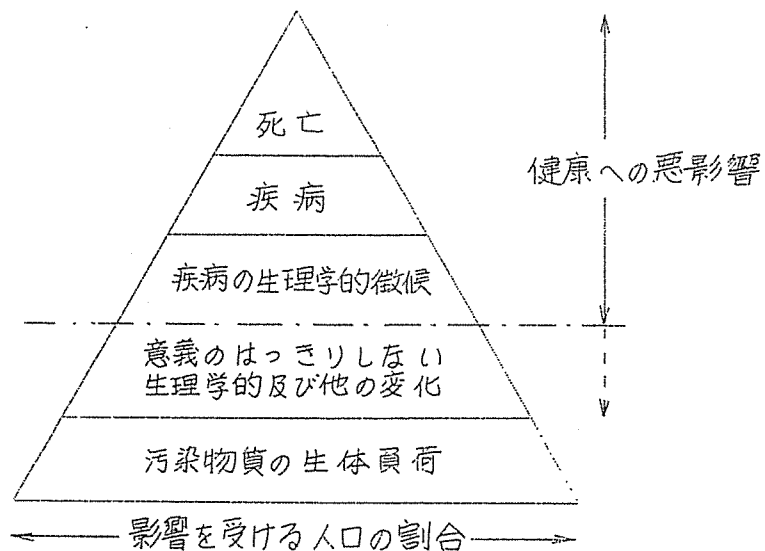 死亡
疾病
健康への悪影響
疾病の生理学的徴候
意義のはっきりしない
生理学的及び他の変化
汚染物質の生体負荷
影響を受ける人口の割合